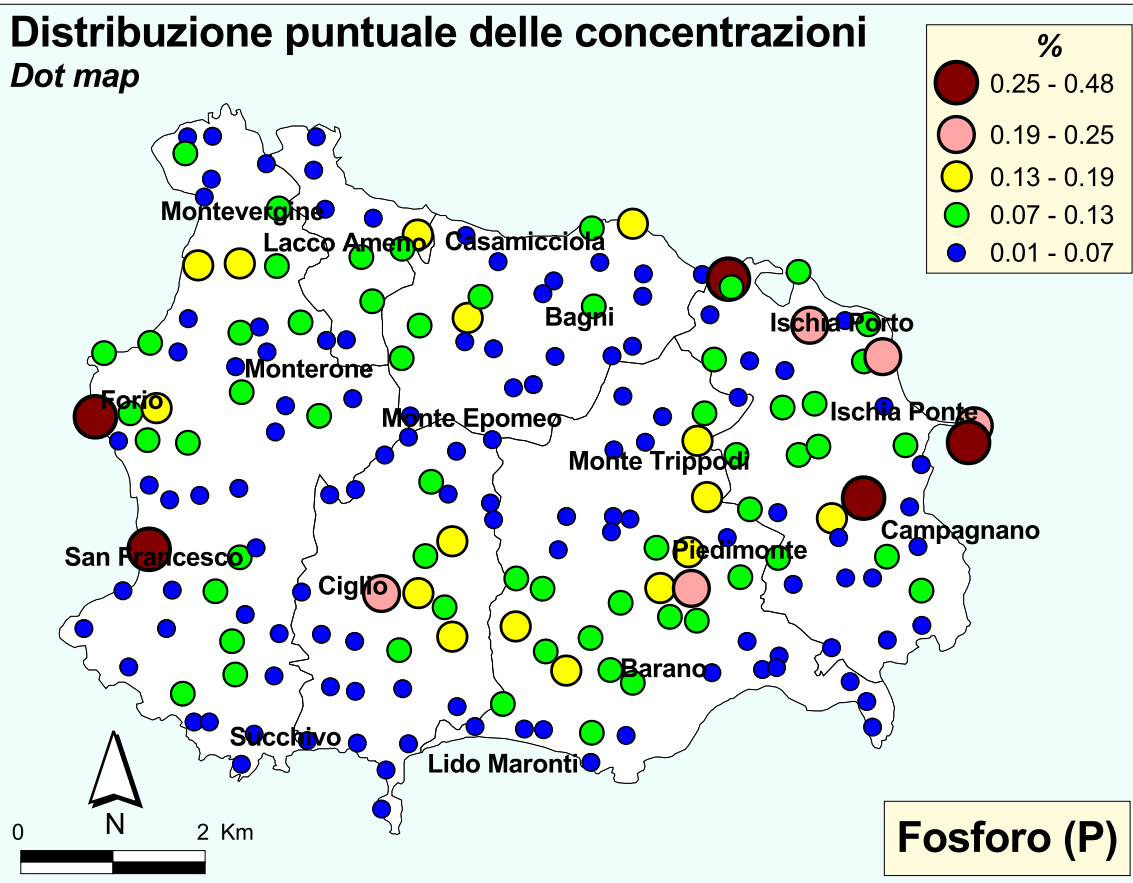 Distribuzione puntuale delle concentrazioni
Dot map
%
0.25 - 0.48
0.19 - 0.25
0.13 - 0.19
0.07 - 0.13
0.01 - 0.07
Montevergine
Lacco Ameno
Casamicciola
Bagni
Ischia Porto
Monterone
Forio
Monte Epomeo
Ischia Ponte
Monte Trippodi
Campagnano
San Francesco
Piedimonte
Ciglio
Barano
Succhivo
Lido Maronti
N
0 2 Km
Fosforo (P)